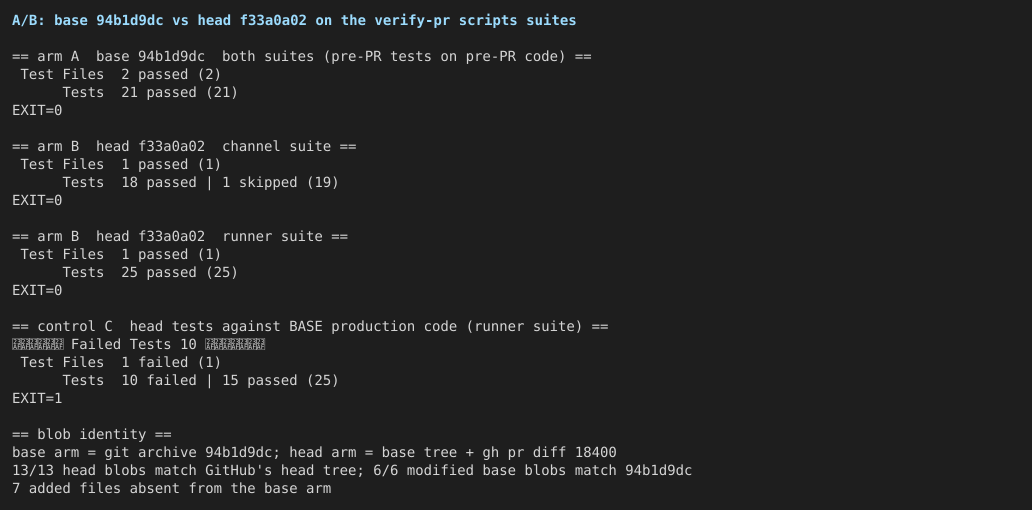 A/B: base 94b1d9dc vs head f33a0a02 on the verify-pr scripts suites
== arm A  base 94b1d9dc  both suites (pre-PR tests on pre-PR code) ==
Test Files  2 passed (2)
Tests  21 passed (21)
EXIT=0
== arm B  head f33a0a02  channel suite ==
Test Files  1 passed (1)
Tests  18 passed | 1 skipped (19)
EXIT=0
== arm B  head f33a0a02  runner suite ==
Test Files  1 passed (1)
Tests  25 passed (25)
EXIT=0
== control C  head tests against BASE production code (runner suite) ==
Failed Tests 10
Test Files  1 failed (1)
Tests  10 failed | 15 passed (25)
EXIT=1
== blob identity ==
base arm = git archive 94b1d9dc; head arm = base tree + gh pr diff 18400
13/13 head blobs match GitHub's head tree; 6/6 modified base blobs match 94b1d9dc
7 added files absent from the base arm